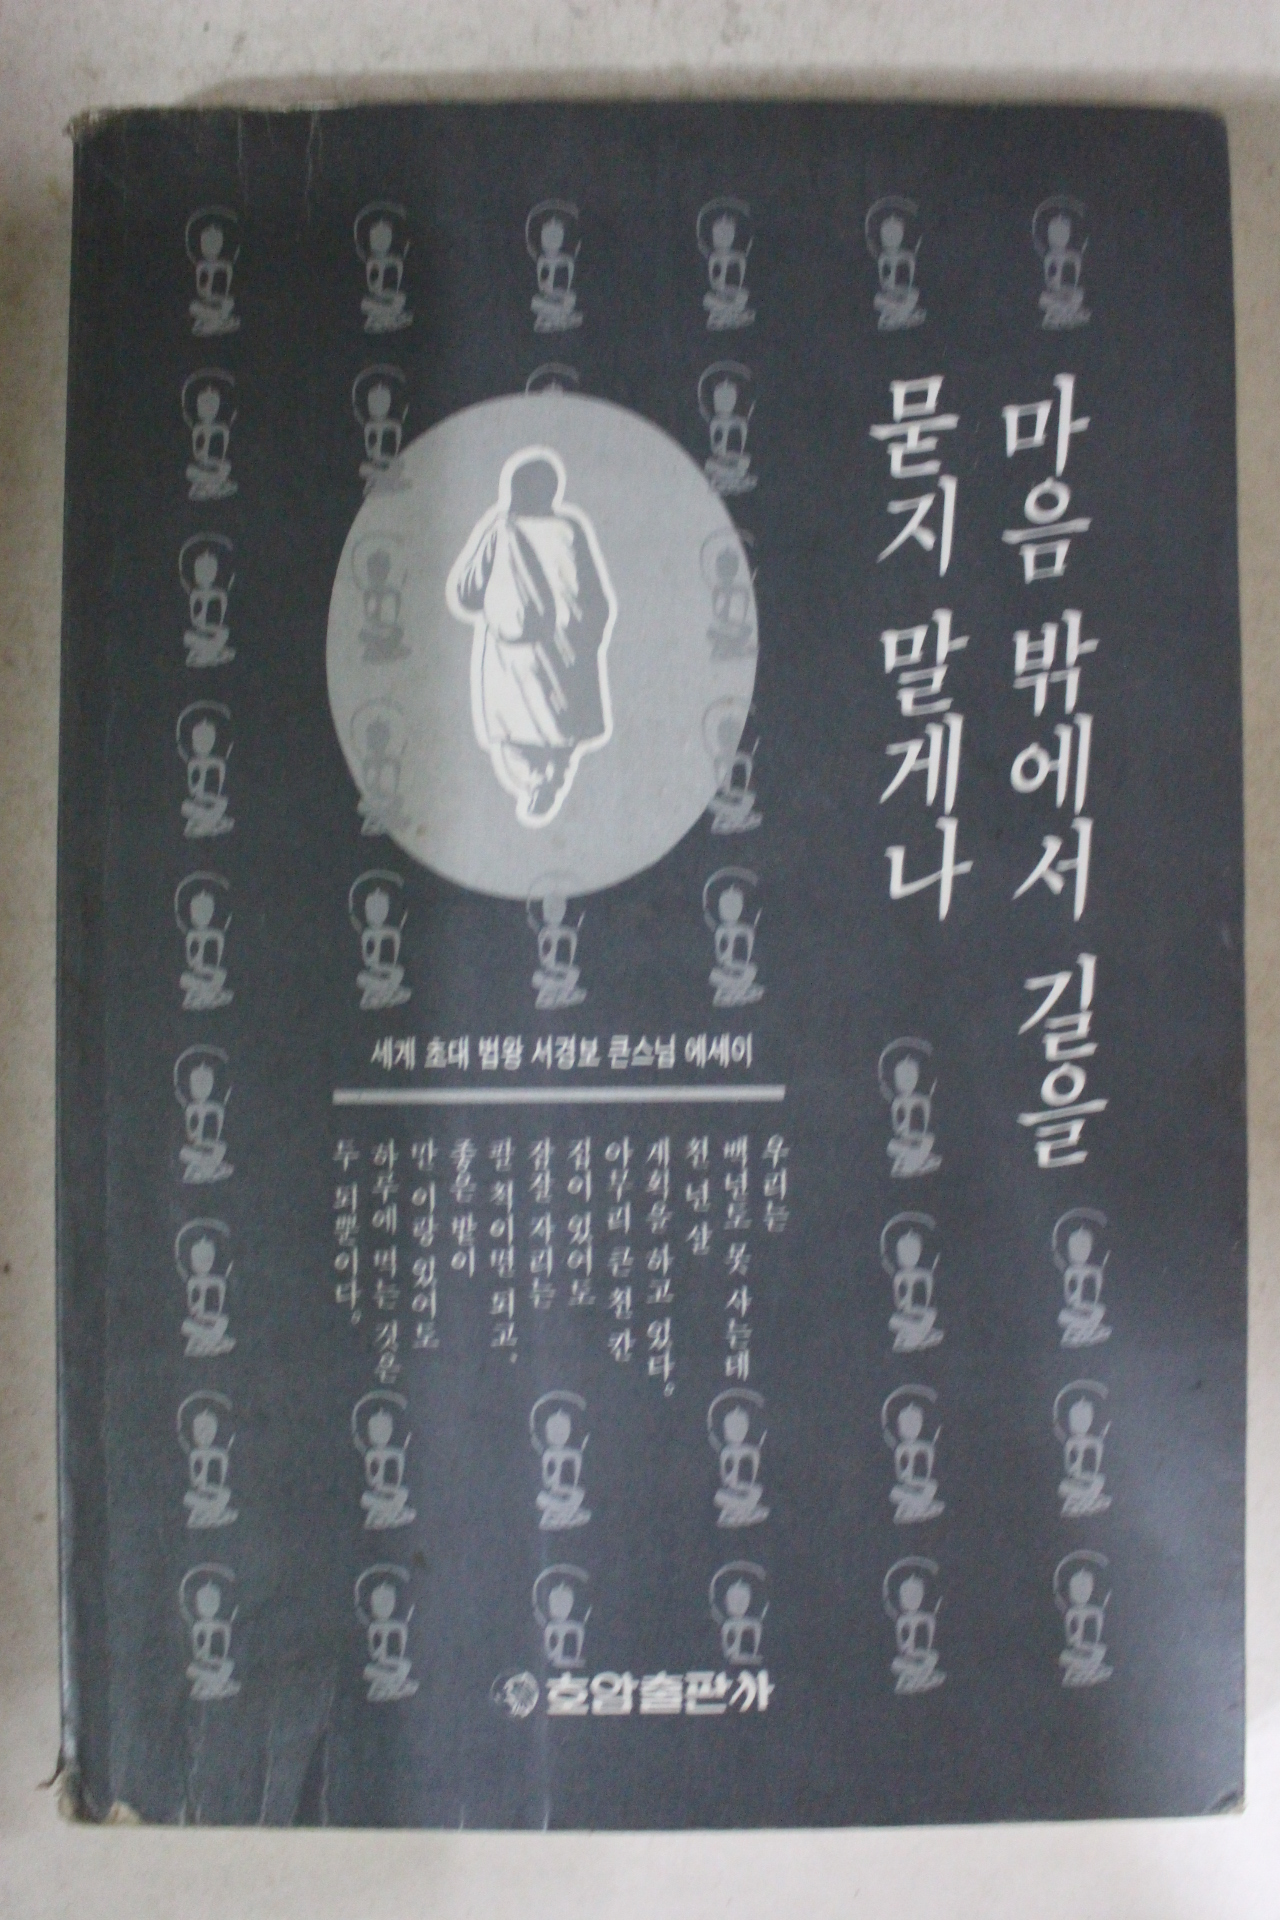 마음 밖에서 길을
묻지 말게나
세계 초대 법왕 서경보 큰스님 에세이
우리는
백년도 못 사는데
천년 살
계획을 하고 있다.
아무리 큰 천 칸
집이 있어도
잠잘 자리는
팔 척이면 되고,
좋은 밭이
만 이랑 있어도
하루에 먹는 것은
두 되뿐이다.
호암출판사